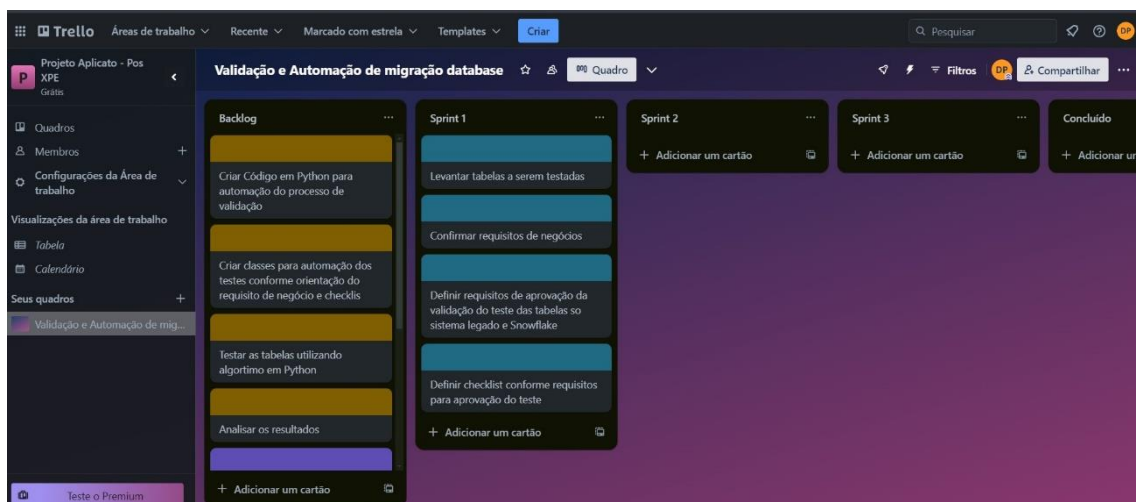 Trello
Áreas de trabalho
Recente
Marcado com estrela
Templates
Criar
Pesquisar
DP
P
Projeto Aplicato - Pos
XPE
Grátis
Validação e Automação de migração database
Quadro
Filtros
DP
Compartilhar
Quadros
Membros
Configurações da Área de
trabalho
Visualizações da área de trabalho
Tabela
Calendário
Seus quadros
Validação e Automação de mig...
Teste o Premium
Backlog
Criar Código em Python para
automação do processo de
validação
Criar classes para automação dos
testes conforme orientação do
requisito de negócio e checklis
Testar as tabelas utilizando
algortimo em Python
Analisar os resultados
+ Adicionar um cartão
Sprint 1
Levantar tabelas a serem testadas
Confirmar requisitos de negócios
Definir requisitos de aprovação da
validação do teste das tabelas so
sistema legado e Snowflake
Definir checklist conforme requisitos
para aprovação do teste
+ Adicionar um cartão
Sprint 2
+ Adicionar um cartão
Sprint 3
+ Adicionar um cartão
Concluído
+ Adicionar u